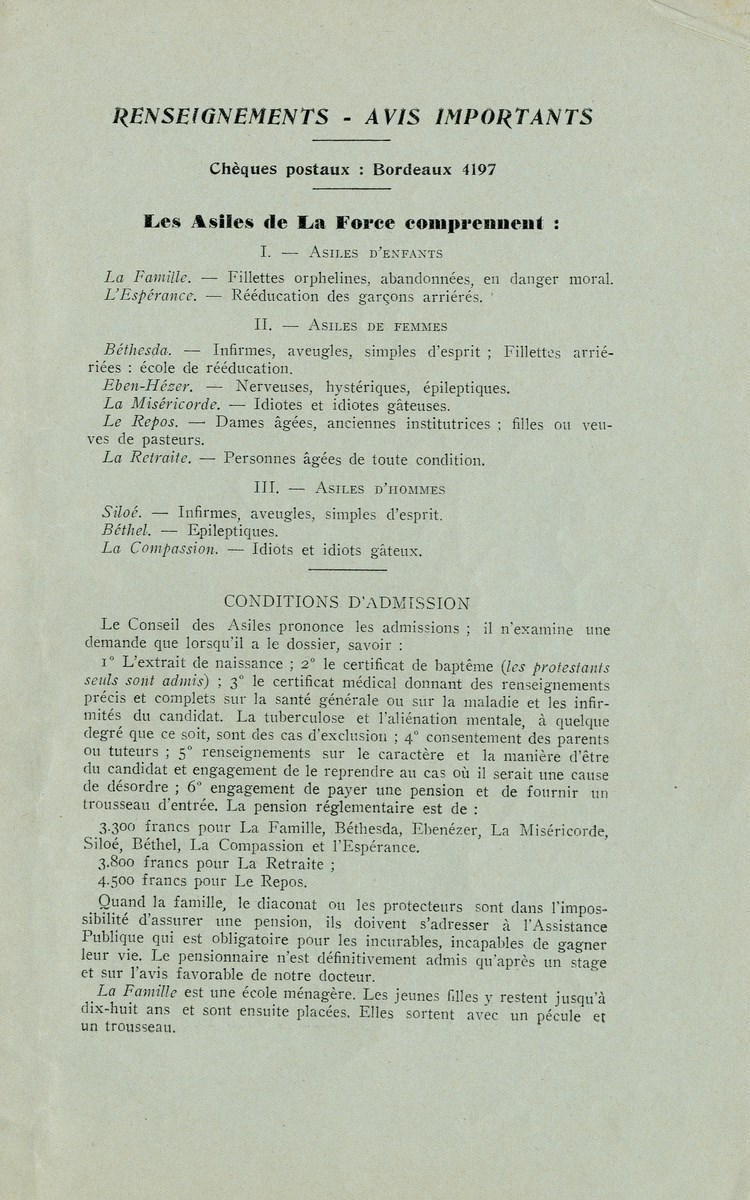 RENSEIGNEMENTS - AVIS IMPORTANTS
Chèques postaux : Bordeaux 4197
Les Asiles de La Force comprennent :
I. — Asiles d'enfants
La Famille. — Fillettes orphelines, abandonnées, en danger moral.
L'Espérance. — Rééducation des garçons arriérés.
II. — Asiles de femmes
Béthesda. — Infirmes, aveugles, simples d'esprit ; Fillettes arrié-
riées : école de rééducation.
Eben-Hézer. — Nerveuses, hystériques, épileptiques.
La Miséricorde. — Idiotes et idiotes gâteuses.
Le Repos. — Dames âgées, anciennes institutrices ; filles ou veu-
ves de pasteurs.
La Retraite. — Personnes âgées de toute condition.
III. — Asiles d'hommes
Siloé. — Infirmes, aveugles, simples d'esprit.
Béthel. — Epileptiques.
La Compassion. — Idiots et idiots gâteux.
CONDITIONS D'ADMISSION
Le Conseil des Asiles prononce les admissions ; il n'examine une
demande que lorsqu'il a le dossier, savoir :
1° L'extrait de naissance ; 2° le certificat de baptême (les protestants
seuls sont admis) ; 3° le certificat médical donnant des renseignements
précis et complets sur la santé générale ou sur la maladie et les infir-
mités du candidat. La tuberculose et l'aliénation mentale, à quelque
degré que ce soit, sont des cas d'exclusion ; 4° consentement des parents
ou tuteurs ; 5° renseignements sur le caractère et la manière d'être
du candidat et engagement de le reprendre au cas où il serait une cause
de désordre ; 6° engagement de payer une pension et de fournir un
trousseau d'entrée. La pension réglementaire est de :
3.300 francs pour La Famille, Béthesda, Ebenézer, La Miséricorde,
Siloé, Béthel, La Compassion et l'Espérance.
3.800 francs pour La Retraite ;
4.500 francs pour Le Repos.
Quand la famille, le diaconat ou les protecteurs sont dans l'impos-
sibilité d'assurer une pension, ils doivent s'adresser à l'Assistance
Publique qui est obligatoire pour les incurables, incapables de gagner
leur vie. Le pensionnaire n'est définitivement admis qu'après un stage
et sur l'avis favorable de notre docteur.
La Famille est une école ménagère. Les jeunes filles y restent jusqu'à
dix-huit ans et sont ensuite placées. Elles sortent avec un pécule et
un trousseau.